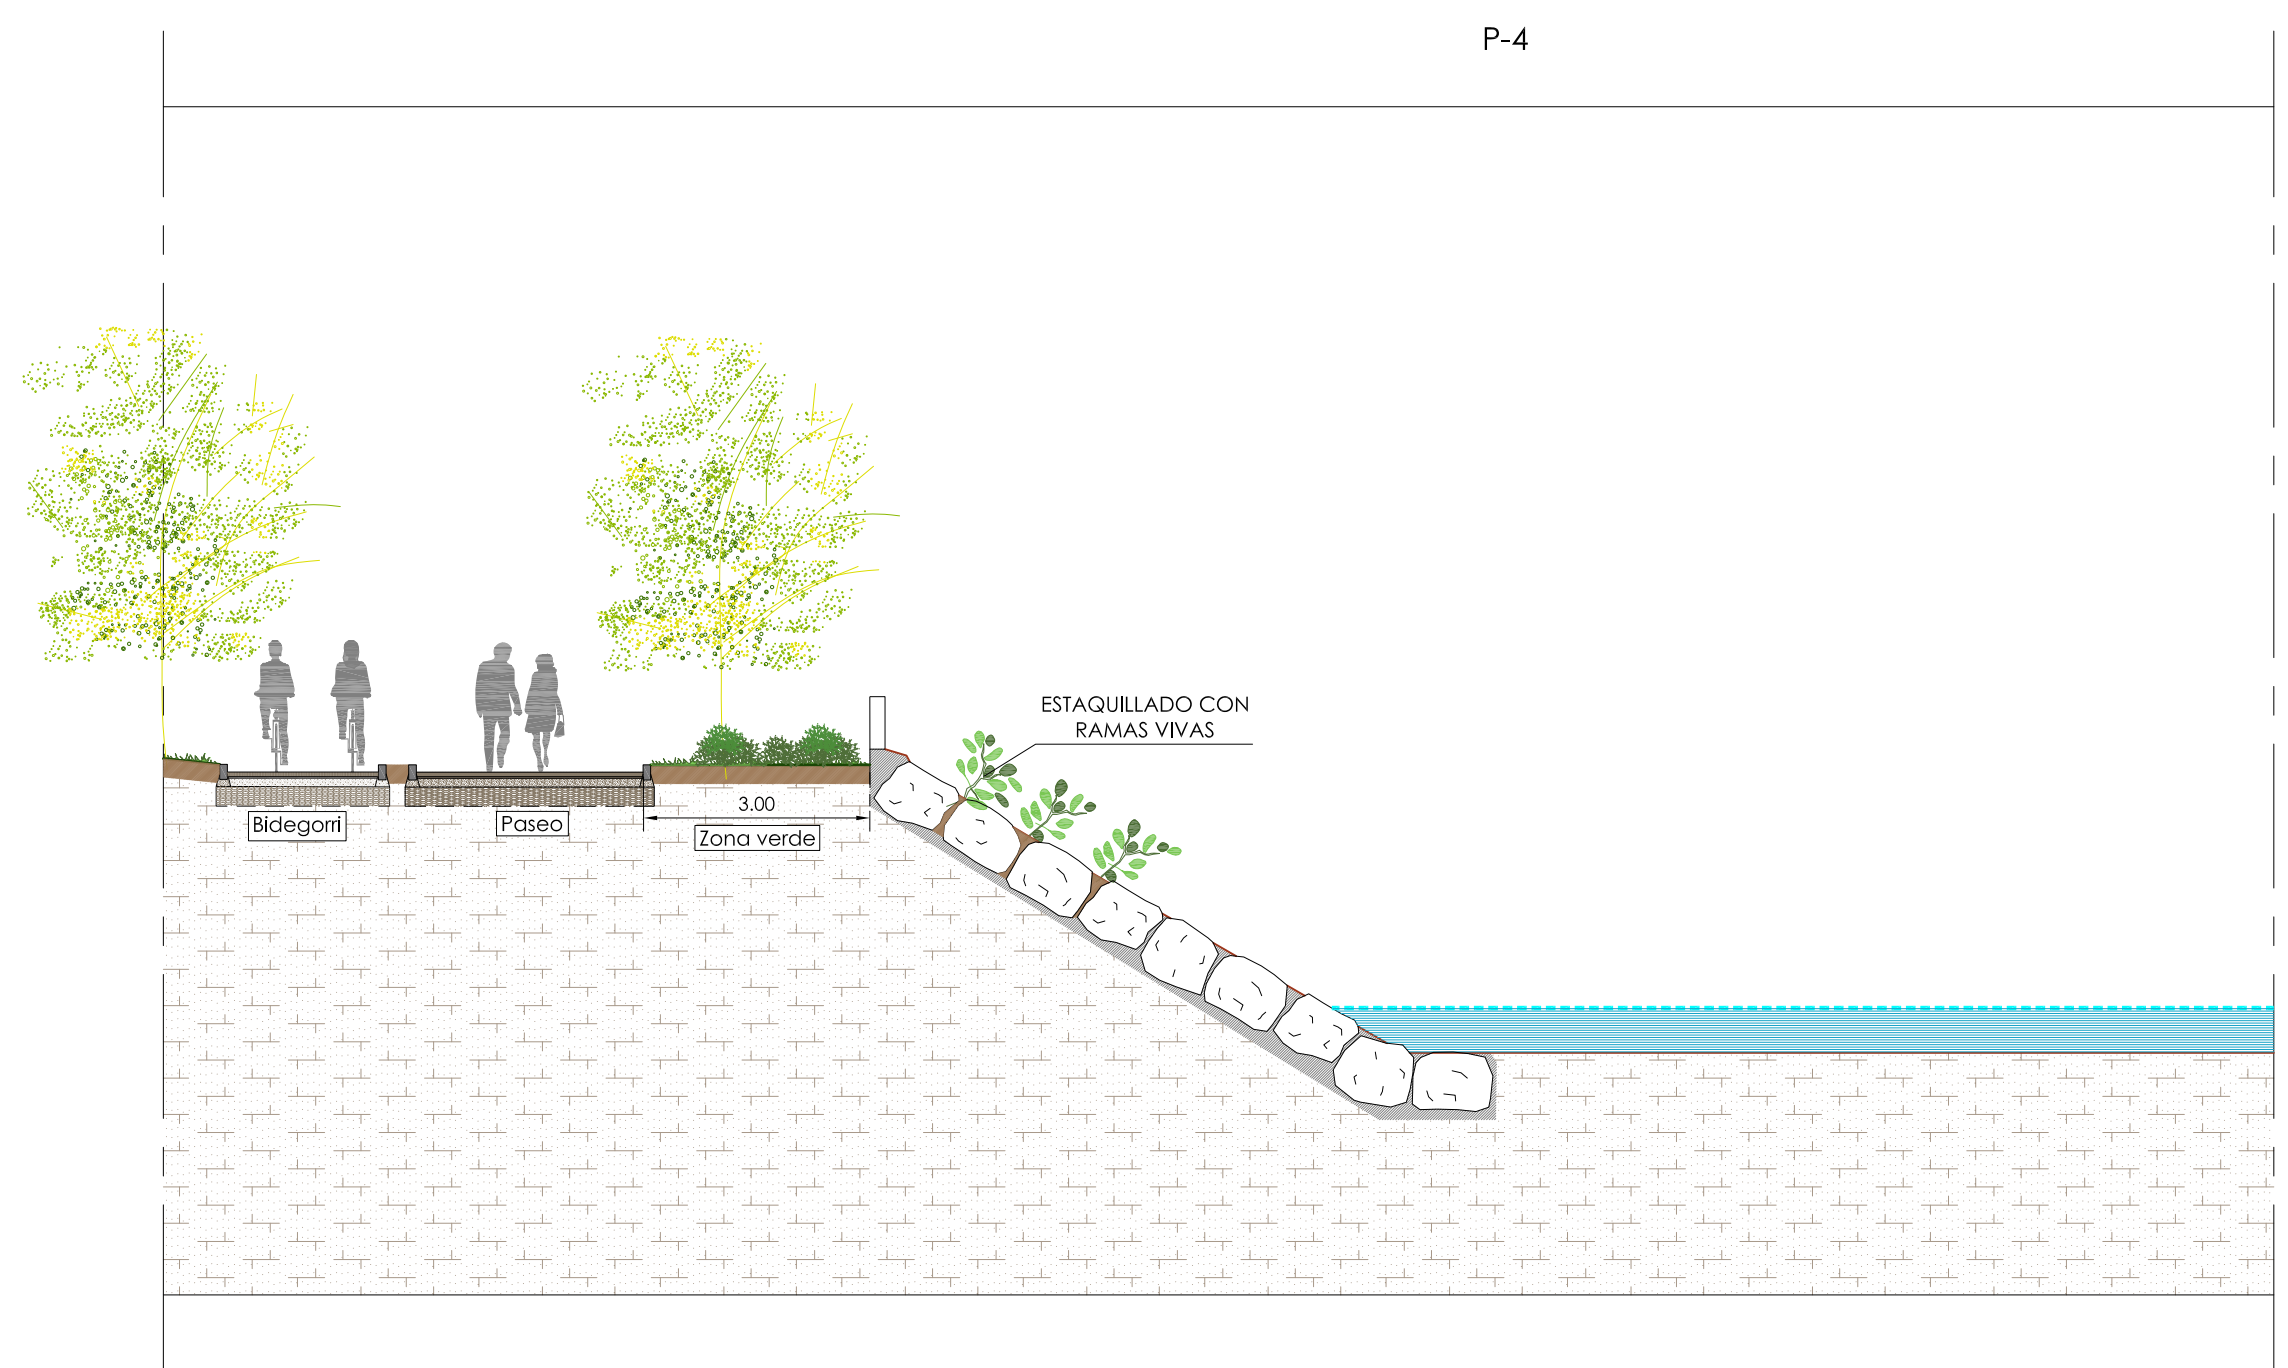 P-4
ESTAQUILLADO CON
RAMAS VIVAS
3.00
Bidegorri
Paseo
Zona verde